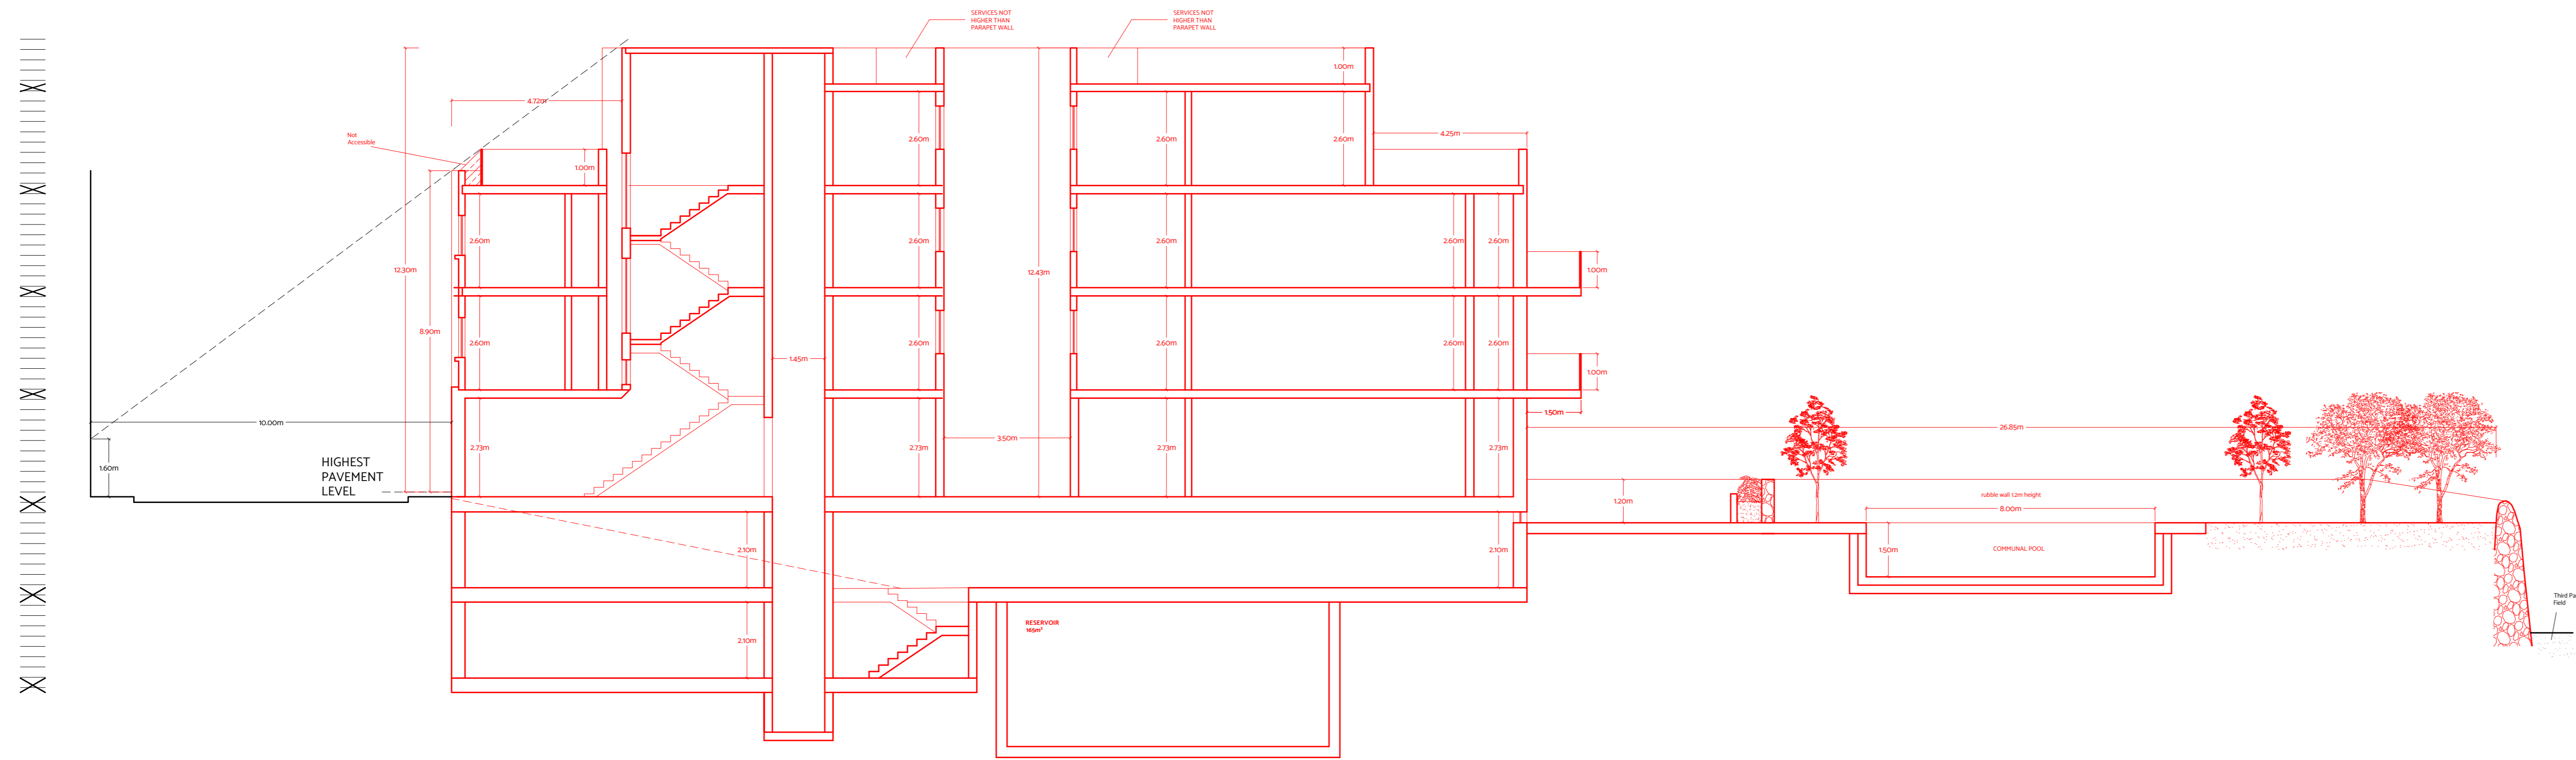 SERVICES NOT
HIGHER THAN
PARAPET WALL
SERVICES NOT
HIGHER THAN
PARAPET WALL
1.00m
4.72m
Not
Accessible
2.60m
2.60m
2.60m
4.25m
1.00m
2.60m
2.60m
2.60m
2.60m
2.60m
12.30m
12.43m
1.00m
8.90m
2.60m
2.60m
2.60m
2.60m
2.60m
1.45m
1.00m
1.50m
10.00m
26.85m
3.50m
2.73m
2.73m
2.73m
2.73m
1.60m
HIGHEST
PAVEMENT
LEVEL
1.20m
rubble wall 1.2m height
8.00m
2.10m
2.10m
1.50m
COMMUNAL POOL
Third Pa
Field
RESERVOIR
165m³
2.10m